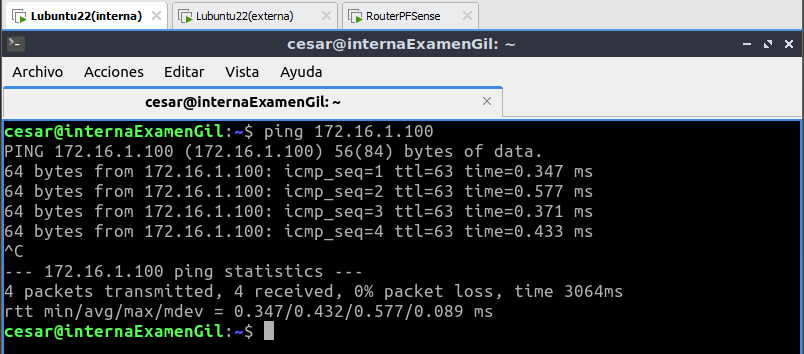 Lubuntu22(interna) × Lubuntu22(externa) × RouterPFSense ×
cesar@internaExamenGil: ~
Archivo Acciones Editar Vista Ayuda
cesar@internaExamenGil: ~ ×
cesar@internaExamenGil:~$ ping 172.16.1.100
PING 172.16.1.100 (172.16.1.100) 56(84) bytes of data.
64 bytes from 172.16.1.100: icmp_seq=1 ttl=63 time=0.347 ms
64 bytes from 172.16.1.100: icmp_seq=2 ttl=63 time=0.577 ms
64 bytes from 172.16.1.100: icmp_seq=3 ttl=63 time=0.371 ms
64 bytes from 172.16.1.100: icmp_seq=4 ttl=63 time=0.433 ms
^C
--- 172.16.1.100 ping statistics ---
4 packets transmitted, 4 received, 0% packet loss, time 3064ms
rtt min/avg/max/mdev = 0.347/0.432/0.577/0.089 ms
cesar@internaExamenGil:~$